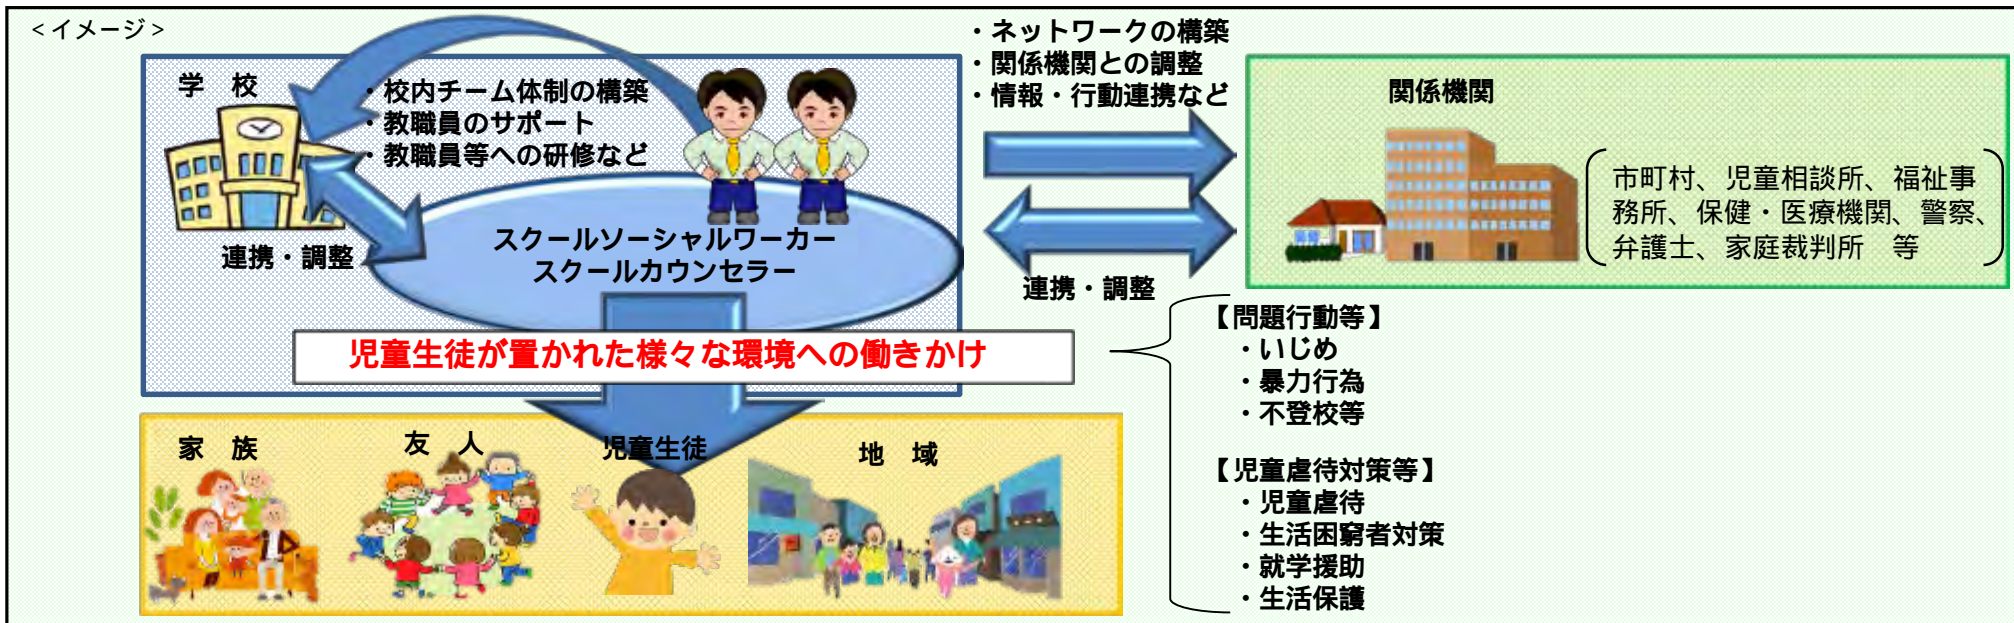 ＜イメージ＞
学　校
・校内チーム体制の構築
・教職員のサポート
・教職員等への研修など
連携・調整
スクールソーシャルワーカー
スクールカウンセラー
・ネットワークの構築
・関係機関との調整
・情報・行動連携など
連携・調整
関係機関
市町村、児童相談所、福祉事
務所、保健・医療機関、警察、
弁護士、家庭裁判所　等
児童生徒が置かれた様々な環境への働きかけ
【問題行動等】
・いじめ
・暴力行為
・不登校等
【児童虐待対策等】
・児童虐待
・生活困窮者対策
・就学援助
・生活保護
家　族
友　人
児童生徒
地　域